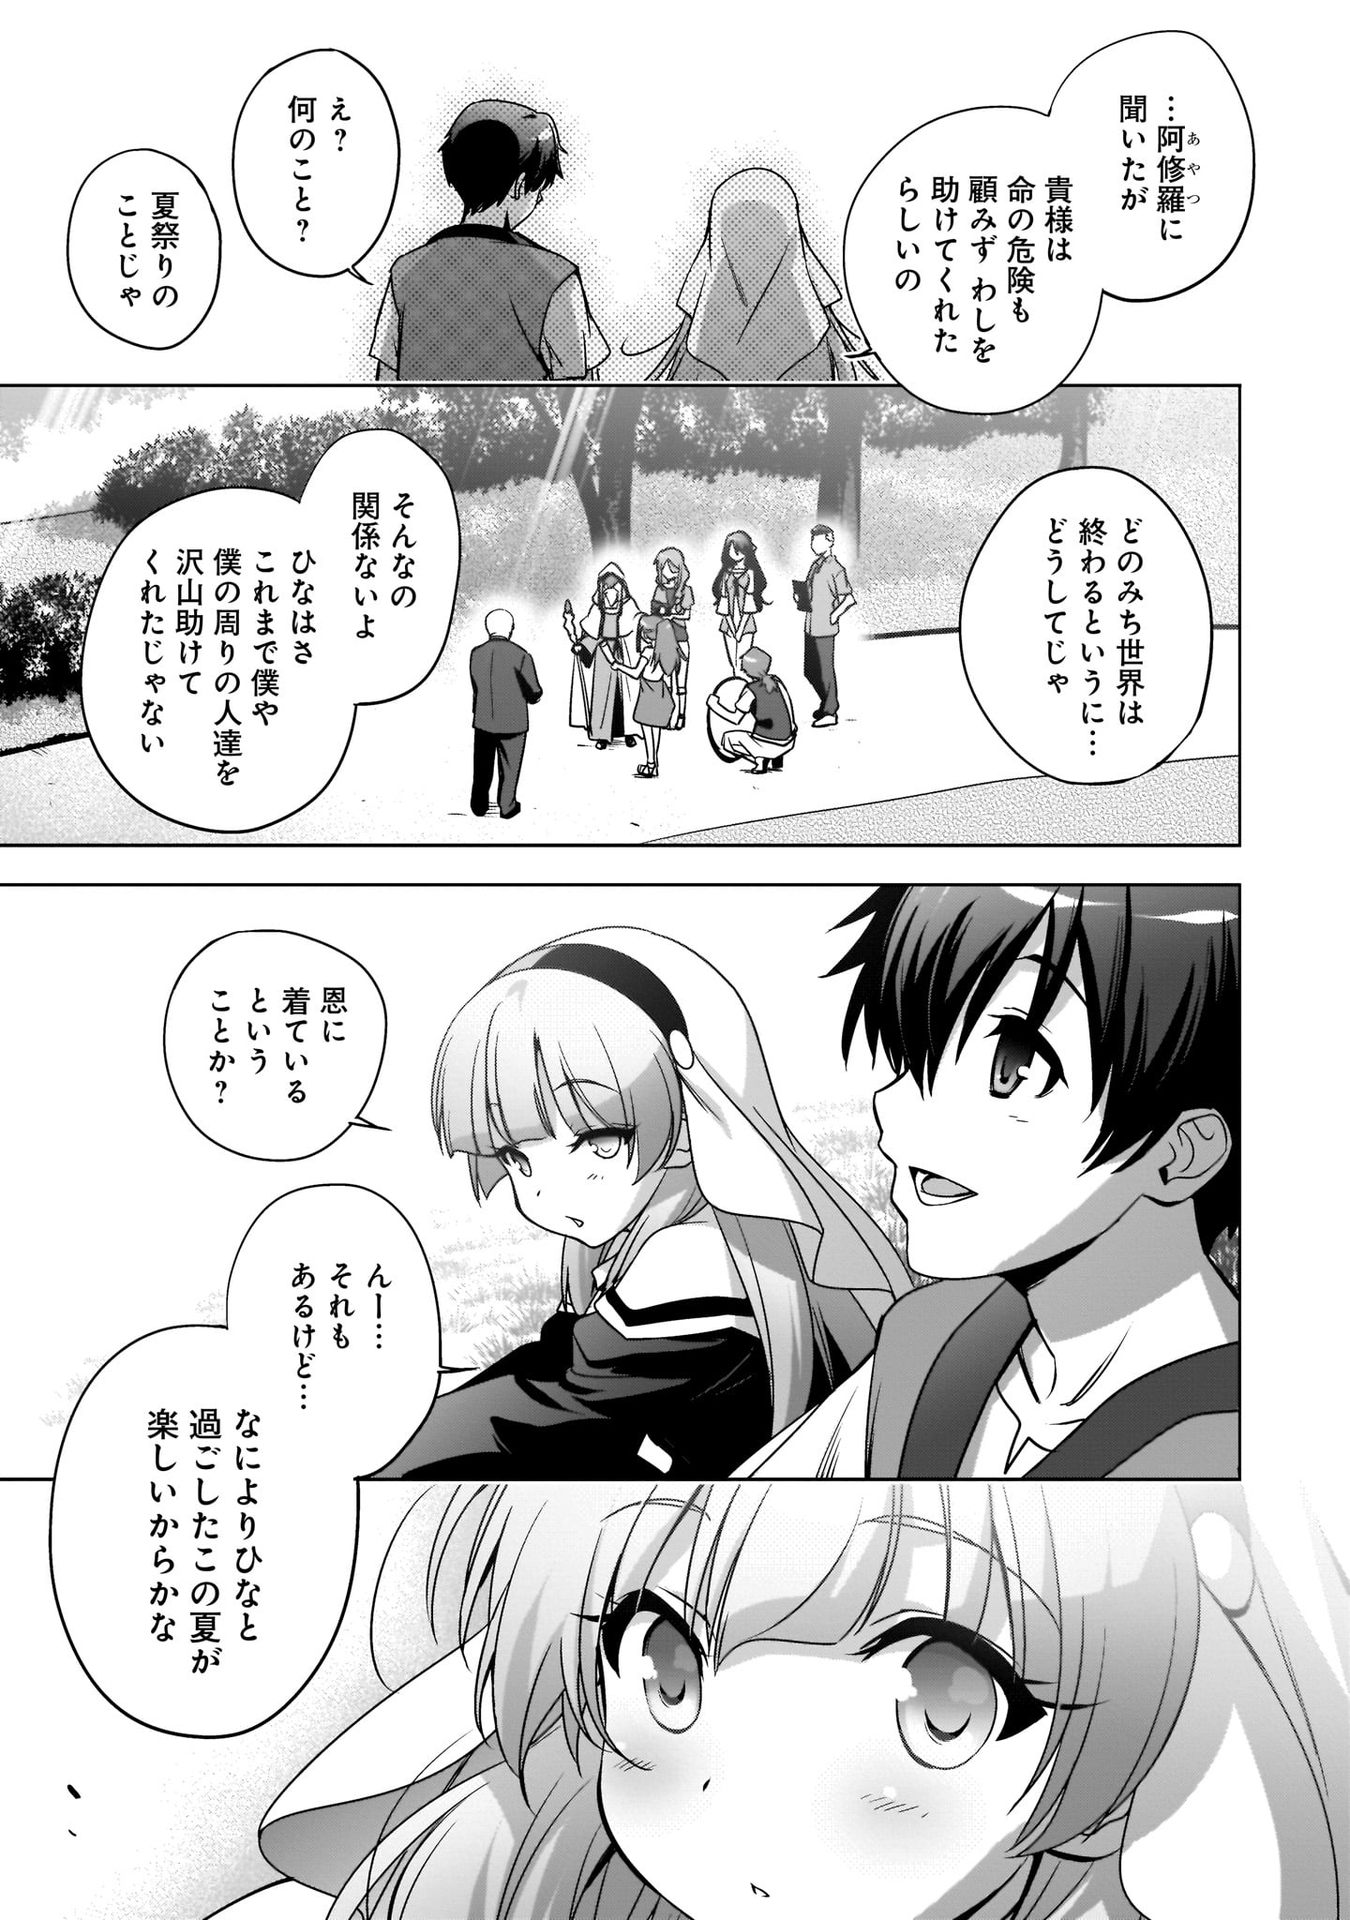 …阿修羅に
あやつ
聞いたが
貴様は
命の危険も
顧みず わしを
助けてくれた
らしいの
え？
何のこと？
夏祭りの
ことじゃ
どのみち世界は
終わるというに…
どうしてじゃ
そんなの
関係ないよ
ひなはさ
これまで僕や
僕の周りの人達を
沢山助けて
くれたじゃない
恩に
着ている
という
ことか？
んー…
それも
あるけど…
なによりひなと
過ごしたこの夏が
楽しいからかな